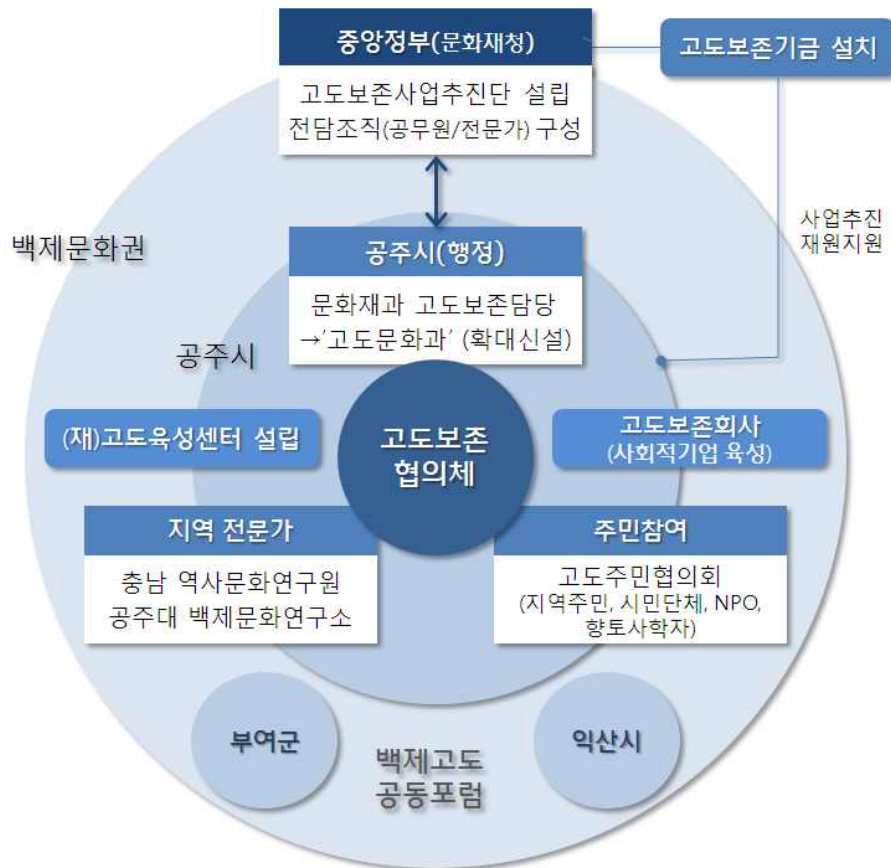 중앙정부(문화재청)
고도보존사업추진단 설립
전담조직(공무원/전문가) 구성
고도보존기금 설치
사업추진
재원지원
백제문화권
공주시(행정)
문화재과 고도보존담당
→'고도문화과' (확대신설)
공주시
(재)고도육성센터 설립
고도보존
협의체
고도보존회사
(사회적기업 육성)
지역 전문가
충남 역사문화연구원
공주대 백제문화연구소
주민참여
고도주민협의회
(지역주민, 시민단체, NPO,
향토사학자)
부여군
백제고도
공동포럼
익산시